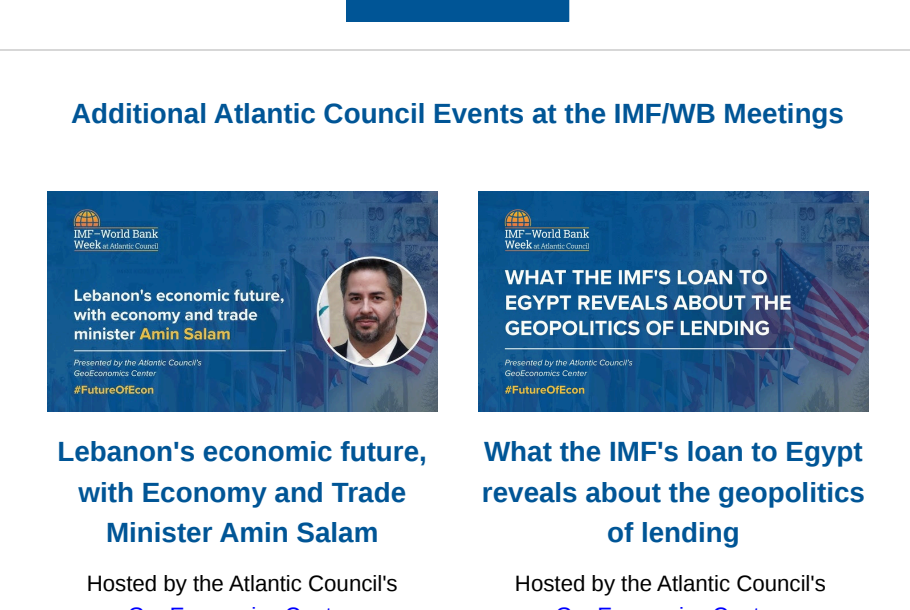 Additional Atlantic Council Events at the IMF/WB Meetings
IMF–World Bank
Week at Atlantic Council
Lebanon's economic future,
with economy and trade
minister Amin Salam
Presented by the Atlantic Council's
GeoEconomics Center
#FutureOfEcon
IMF–World Bank
Week at Atlantic Council
WHAT THE IMF'S LOAN TO
EGYPT REVEALS ABOUT THE
GEOPOLITICS OF LENDING
Presented by the Atlantic Council's
GeoEconomics Center
#FutureOfEcon
Lebanon's economic future,
with Economy and Trade
Minister Amin Salam
Hosted by the Atlantic Council's
What the IMF's loan to Egypt
reveals about the geopolitics
of lending
Hosted by the Atlantic Council's